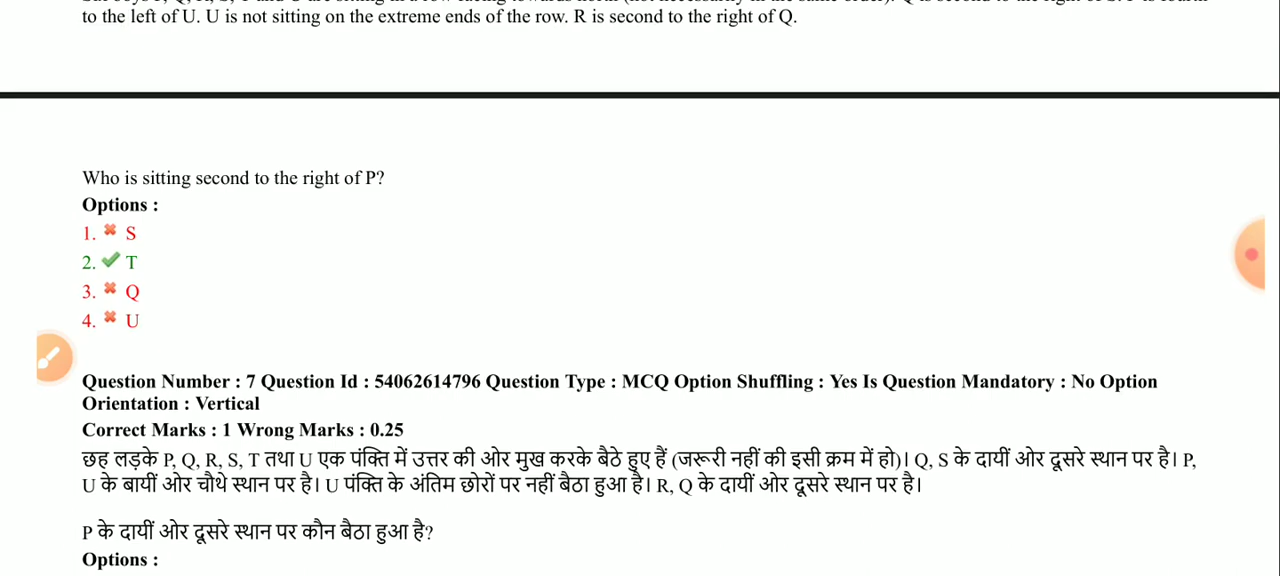 to the left of U. U is not sitting on the extreme ends of the row. R is second to the right of Q.
Who is sitting second to the right of P?
Options :
1. S
2. T
3. Q
4. U
Question Number : 7 Question Id : 54062614796 Question Type : MCQ Option Shuffling : Yes Is Question Mandatory : No Option
Orientation : Vertical
Correct Marks : 1 Wrong Marks : 0.25
छह लड़के P, Q, R, S, T तथा U एक पंक्ति में उत्तर की ओर मुख करके बैठे हुए हैं (जरूरी नहीं की इसी क्रम में हो)। Q, S के दायीं ओर दूसरे स्थान पर है। P,
U के बायीं ओर चौथे स्थान पर है। U पंक्ति के अंतिम छोरों पर नहीं बैठा हुआ है। R, Q के दायीं ओर दूसरे स्थान पर है।
P के दायीं ओर दूसरे स्थान पर कौन बैठा हुआ है?
Options :